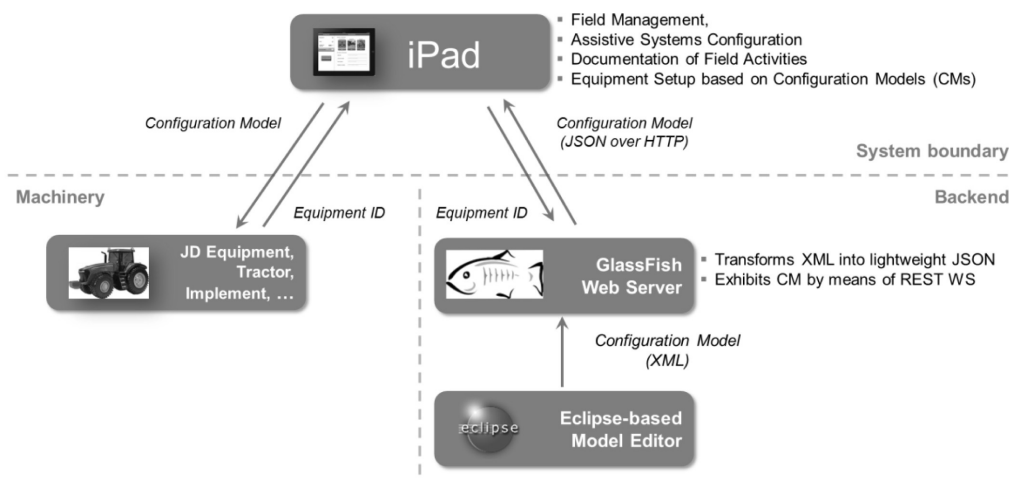 iPad
▪ Field Management,
▪ Assistive Systems Configuration
▪ Documentation of Field Activities
▪ Equipment Setup based on Configuration Models (CMs)
Configuration Model
Configuration Model
(JSON over HTTP)
System boundary
Machinery
Backend
Equipment ID
Equipment ID
JD Equipment,
Tractor,
Implement, …
GlassFish
Web Server
▪ Transforms XML into lightweight JSON
▪ Exhibits CM by means of REST WS
Configuration Model
(XML)
eclipse
Eclipse-based
Model Editor